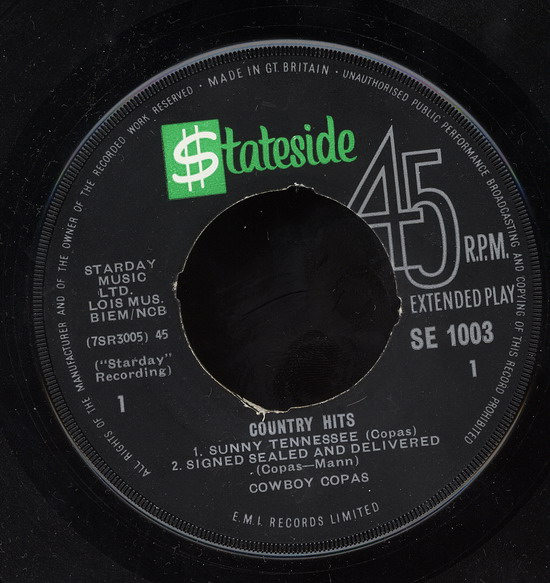 ALL RIGHTS OF THE MANUFACTURER AND OF THE OWNER OF THE RECORDED WORK RESERVED · MADE IN GT. BRITAIN · UNAUTHORISED PUBLIC PERFORMANCE BROADCASTING AND COPYING OF THIS RECORD PROHIBITED
$tateside
45
R.P.M.
EXTENDED PLAY
SE 1003
1
STARDAY
MUSIC
LTD.
LOIS MUS.
BIEM/NCB
(7SR3005) 45
("Starday"
Recording)
1
COUNTRY HITS
1. SUNNY TENNESSEE (Copas)
2. SIGNED SEALED AND DELIVERED
(Copas—Mann)
COWBOY COPAS
E.M.I. RECORDS LIMITED